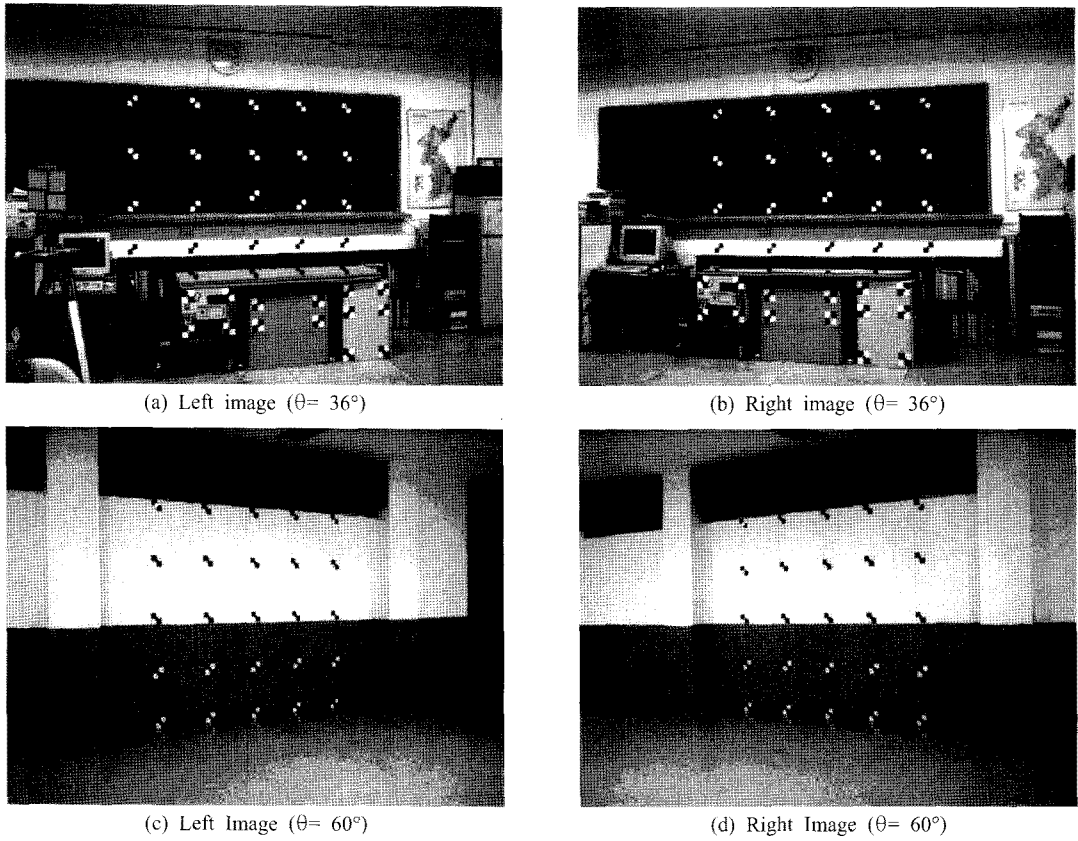 (a) Left image (θ= 36°)
(b) Right image (θ= 36°)
(c) Left Image (θ= 60°)
(d) Right Image (θ= 60°)